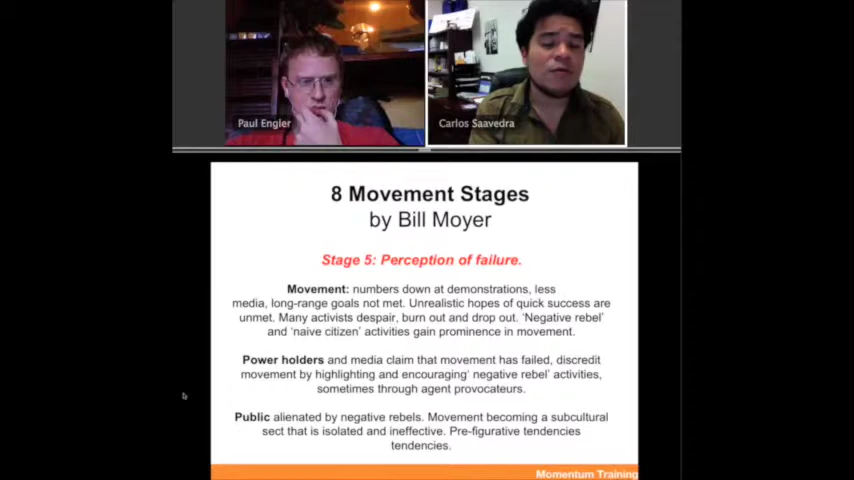 Paul Engler
Carlos Saavedra
8 Movement Stages
by Bill Moyer
Stage 5: Perception of failure.
Movement: numbers down at demonstrations, less
media, long-range goals not met. Unrealistic hopes of quick success are
unmet. Many activists despair, burn out and drop out. ‘Negative rebel’
and ‘naive citizen’ activities gain prominence in movement.
Power holders and media claim that movement has failed, discredit
movement by highlighting and encouraging‘ negative rebel’ activities,
sometimes through agent provocateurs.
Public alienated by negative rebels. Movement becoming a subcultural
sect that is isolated and ineffective. Pre-figurative tendencies
tendencies.
Momentum Training